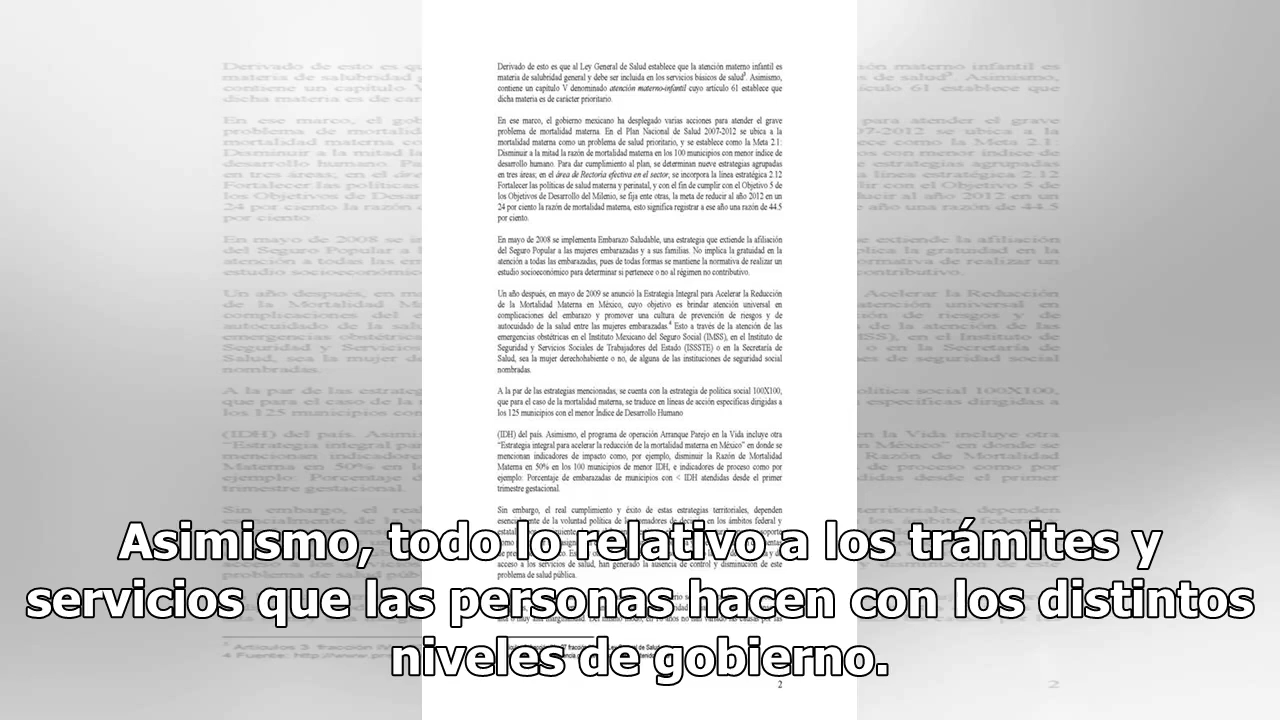 Derivado de esto es que al Ley General de Salud establece que la atención materno infantil es
materia de salubridad general y debe ser incluida en los servicios básicos de salud³. Asimismo,
contiene un capítulo V denominado atención materno-infantil cuyo artículo 61 establece que
dicha materia es de carácter prioritario.
En ese marco, el gobierno mexicano ha desplegado varias acciones para atender el grave
problema de mortalidad materna. En el Plan Nacional de Salud 2007-2012 se ubica a la
mortalidad materna como un problema de salud prioritario, y se establece como la Meta 2.1:
Disminuir a la mitad la razón de mortalidad materna en los 100 municipios con menor índice de
desarrollo humano. Para dar cumplimiento al plan, se determinan nueve estrategias agrupadas
en tres áreas; en el área de Rectoría efectiva en el sector, se incorpora la línea estratégica 2.12
Fortalecer las políticas de salud materna y perinatal, y con el fin de cumplir con el Objetivo 5 de
los Objetivos de Desarrollo del Milenio, se fija ente otras, la meta de reducir al año 2012 en un
24 por ciento la razón de mortalidad materna, esto significa registrar a ese año una razón de 44.5
por ciento.
En mayo de 2008 se implementa Embarazo Saludable, una estrategia que extiende la afiliación
del Seguro Popular a las mujeres embarazadas y a sus familias. No implica la gratuidad en la
atención a todas las embarazadas, pues de todas formas se mantiene la normativa de realizar un
estudio socioeconómico para determinar si pertenece o no al régimen no contributivo.
Un año después, en mayo de 2009 se anunció la Estrategia Integral para Acelerar la Reducción
de la Mortalidad Materna en México, cuyo objetivo es brindar atención universal en
complicaciones del embarazo y promover una cultura de prevención de riesgos y de
autocuidado de la salud entre las mujeres embarazadas.⁴ Esto a través de la atención de las
emergencias obstétricas en el Instituto Mexicano del Seguro Social (IMSS), en el Instituto de
Seguridad y Servicios Sociales de Trabajadores del Estado (ISSSTE) o en la Secretaría de
Salud, sea la mujer derechohabiente o no, de alguna de las instituciones de seguridad social
nombradas.
A la par de las estrategias mencionadas, se cuenta con la estrategia de política social 100X100,
que para el caso de la mortalidad materna, se traduce en líneas de acción específicas dirigidas a
los 125 municipios con el menor Índice de Desarrollo Humano
(IDH) del país. Asimismo, el programa de operación Arranque Parejo en la Vida incluye otra
"Estrategia integral para acelerar la reducción de la mortalidad materna en México" en donde se
mencionan indicadores de impacto como, por ejemplo, disminuir la Razón de Mortalidad
Materna en 50% en los 100 municipios de menor IDH, e indicadores de proceso como por
ejemplo: Porcentaje de embarazadas de municipios con < IDH atendidas desde el primer
trimestre gestacional.
Sin embargo, el real cumplimiento y éxito de estas estrategias territoriales, dependen
acceso a los servicios de salud, han generado la ausencia de control y disminución de este
problema de salud pública.
Asimismo, todo lo relativo a los trámites y
servicios que las personas hacen con los distintos
niveles de gobierno.
2